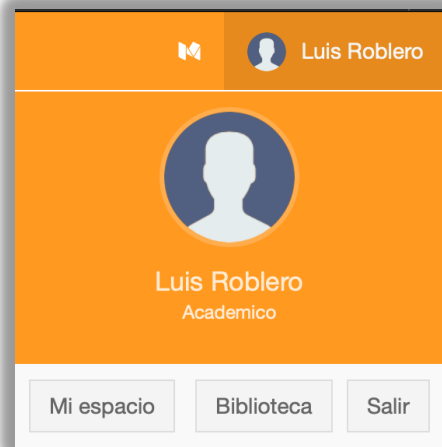 Luis Roblero
Luis Roblero
Academico
Mi espacio
Biblioteca
Salir